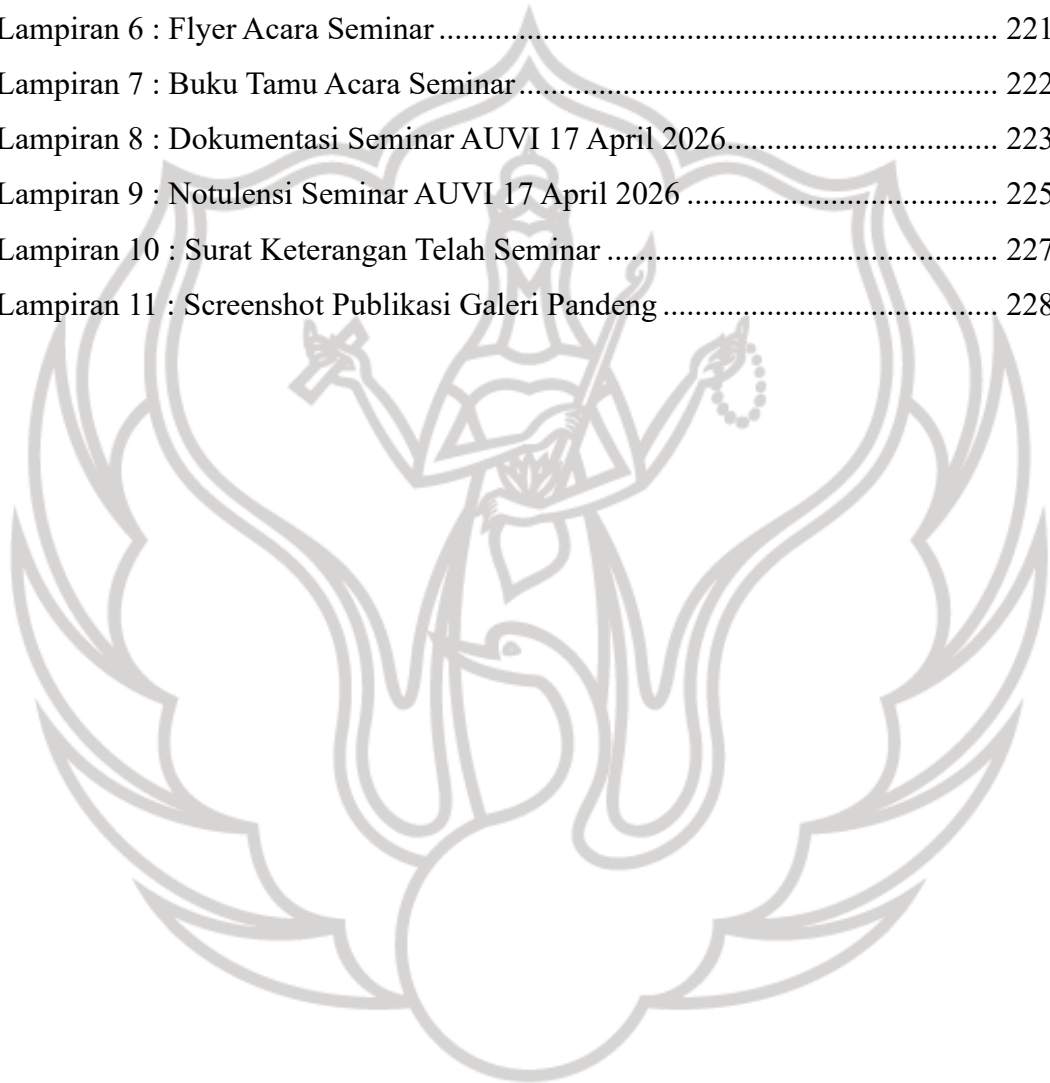 Lampiran 6 : Flyer Acara Seminar ..................................................................... 221
Lampiran 7 : Buku Tamu Acara Seminar ........................................................... 222
Lampiran 8 : Dokumentasi Seminar AUVI 17 April 2026 ................................. 223
Lampiran 9 : Notulensi Seminar AUVI 17 April 2026 ...................................... 225
Lampiran 10 : Surat Keterangan Telah Seminar ................................................ 227
Lampiran 11 : Screenshot Publikasi Galeri Pandeng ......................................... 228